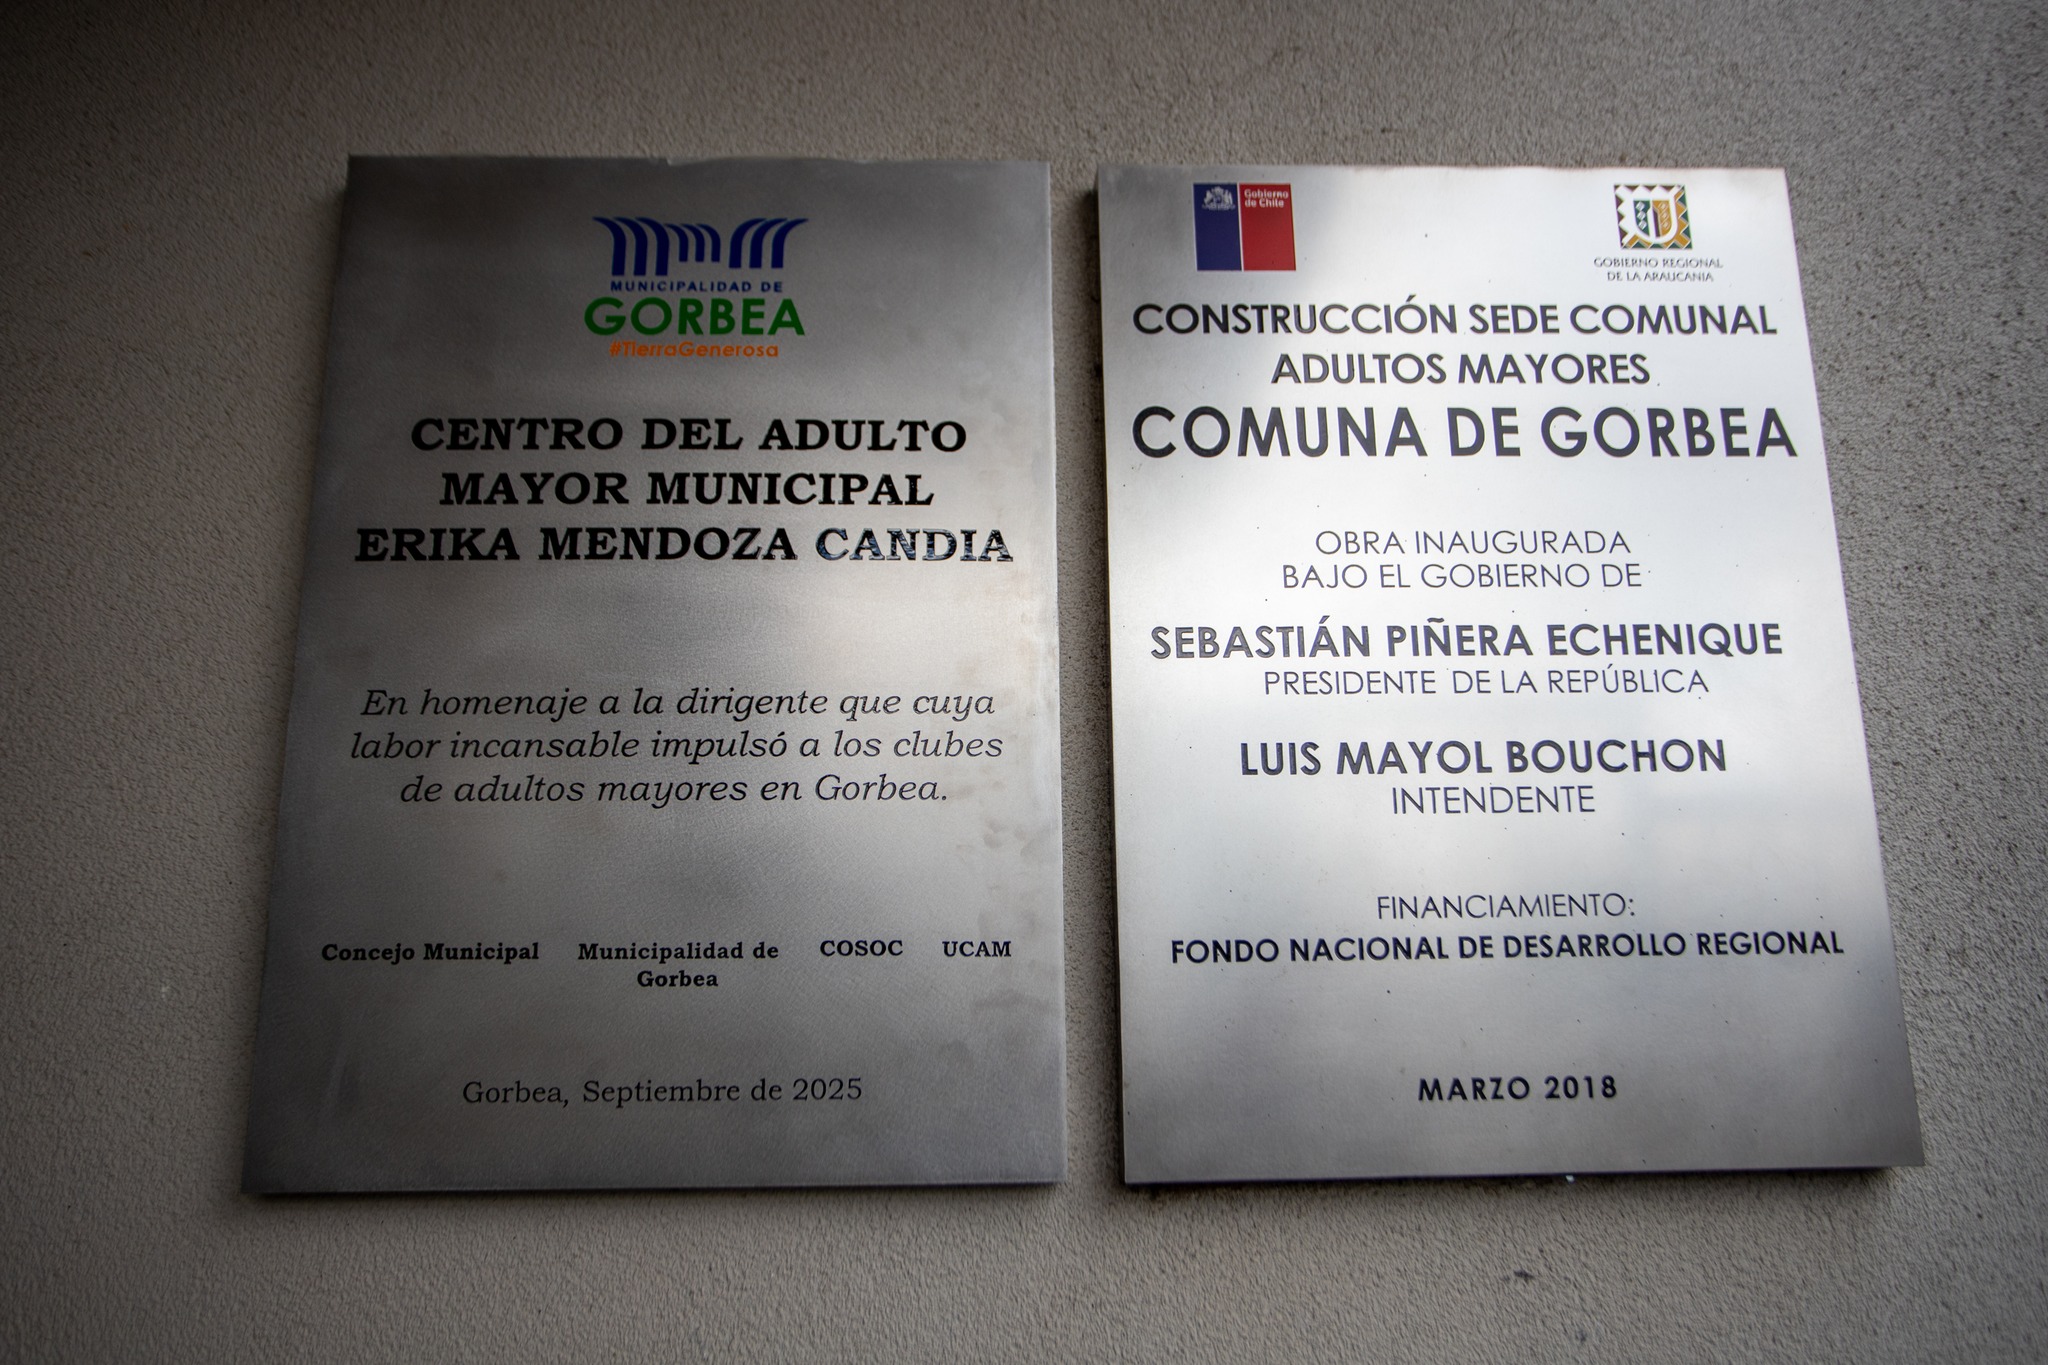 MUNICIPALIDAD DE
GORBEA
#TierraGenerosa
CENTRO DEL ADULTO
MAYOR MUNICIPAL
ERIKA MENDOZA CANDIA
En homenaje a la dirigente que cuya
labor incansable impulsó a los clubes
de adultos mayores en Gorbea.
Concejo Municipal
Municipalidad de
Gorbea
COSOC
UCAM
Gorbea, Septiembre de 2025
Gobierno
de Chile
GOBIERNO REGIONAL
DE LA ARAUCANIA
CONSTRUCCIÓN SEDE COMUNAL
ADULTOS MAYORES
COMUNA DE GORBEA
OBRA INAUGURADA
BAJO EL GOBIERNO DE
SEBASTIÁN PIÑERA ECHENIQUE
PRESIDENTE DE LA REPÚBLICA
LUIS MAYOL BOUCHON
INTENDENTE
FINANCIAMIENTO:
FONDO NACIONAL DE DESARROLLO REGIONAL
MARZO 2018